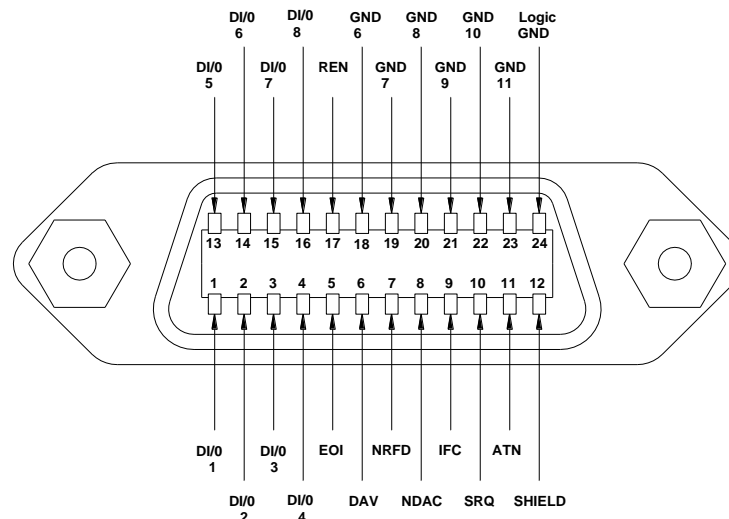 DI/0 DI/0 GND GND GND Logic
6 8 6 8 10 GND
DI/0 DI/0 REN GND GND GND
5 7 7 9 11
13 14 15 16 17 18 19 20 21 22 23 24
1 2 3 4 5 6 7 8 9 10 11 12
DI/0 DI/0 EOI NRFD IFC ATN
1 3
DI/0 DI/0 DAV NDAC SRQ SHIELD
2 4